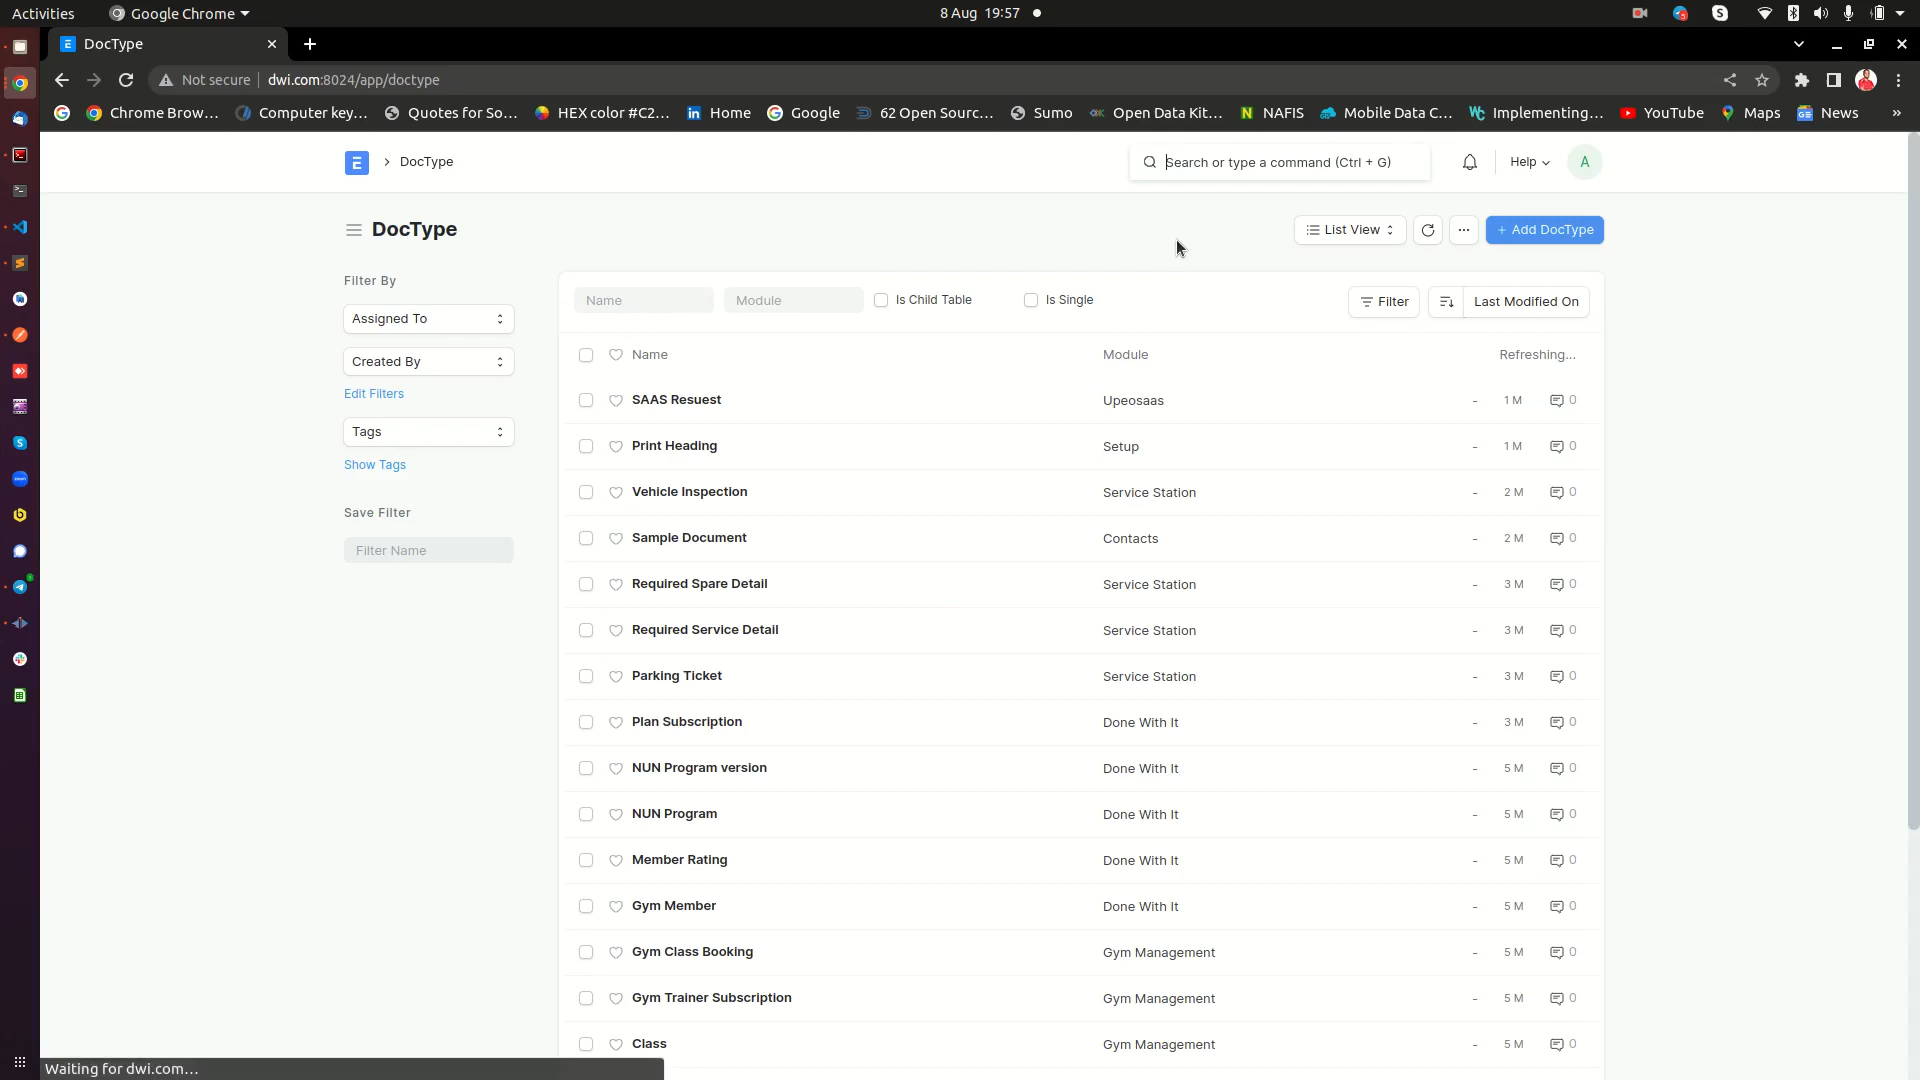 Activities Google Chrome 8 Aug 19:57
DocType
Not secure dwi.com:8024/app/doctype
Chrome Brow... Computer key... Quotes for So... HEX color #C2... Home Google 62 Open Sourc... Sumo Open Data Kit... NAFIS Mobile Data C... Implementing... YouTube Maps News »
E > DocType Search or type a command (Ctrl + G) Help A
DocType List View ... + Add DocType
Filter By
Assigned To
Created By
Edit Filters
Tags
Show Tags
Save Filter
Filter Name
Name Module Is Child Table Is Single Filter Last Modified On
Name Module Refreshing...
SAAS Resuest Upeosaas - 1 M 0
Print Heading Setup - 1 M 0
Vehicle Inspection Service Station - 2 M 0
Sample Document Contacts - 2 M 0
Required Spare Detail Service Station - 3 M 0
Required Service Detail Service Station - 3 M 0
Parking Ticket Service Station - 3 M 0
Plan Subscription Done With It - 3 M 0
NUN Program version Done With It - 5 M 0
NUN Program Done With It - 5 M 0
Member Rating Done With It - 5 M 0
Gym Member Done With It - 5 M 0
Gym Class Booking Gym Management - 5 M 0
Gym Trainer Subscription Gym Management - 5 M 0
Class Gym Management - 5 M 0
Waiting for dwi.com...